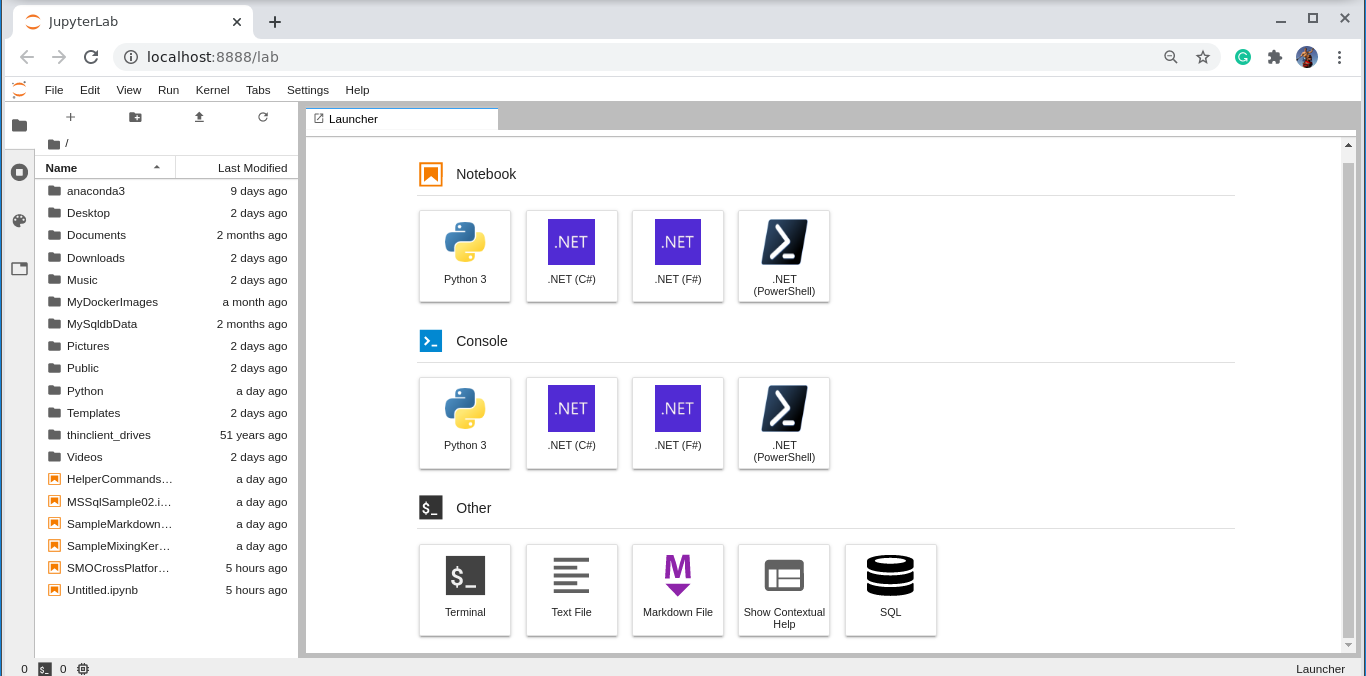 JupyterLab
localhost:8888/lab
File Edit View Run Kernel Tabs Settings Help
/
Name Last Modified
anaconda3 9 days ago
Desktop 2 days ago
Documents 2 months ago
Downloads 2 days ago
Music 2 days ago
MyDockerImages a month ago
MySqldbData 2 months ago
Pictures 2 days ago
Public 2 days ago
Python a day ago
Templates 2 days ago
thinclient_drives 51 years ago
Videos 2 days ago
HelperCommands… a day ago
MSSqlSample02.i… a day ago
SampleMarkdown… a day ago
SampleMixingKer… a day ago
SMOCrossPlatfor… 5 hours ago
Untitled.ipynb 5 hours ago
Launcher
Notebook
.NET .NET
Python 3 .NET (C#) .NET (F#) .NET
(PowerShell)
Console
.NET .NET
Python 3 .NET (C#) .NET (F#) .NET
(PowerShell)
$_ Other
$_ M
Terminal Text File Markdown File Show Contextual
Help
SQL
0 $_ 0 Launcher